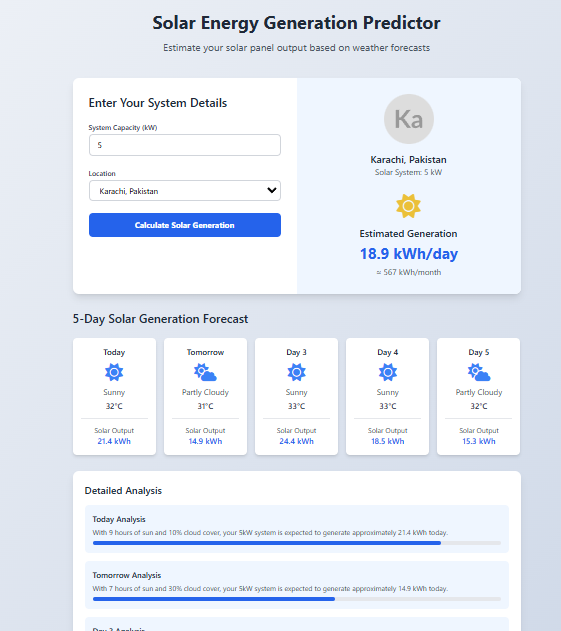 Solar Energy Generation Predictor
Estimate your solar panel output based on weather forecasts
Enter Your System Details
System Capacity (kW)
5
Location
Karachi, Pakistan
Calculate Solar Generation
Ka
Karachi, Pakistan
Solar System: 5 kW
Estimated Generation
18.9 kWh/day
≈ 567 kWh/month
5-Day Solar Generation Forecast
Today
Sunny
32°C
Solar Output
21.4 kWh
Tomorrow
Partly Cloudy
31°C
Solar Output
14.9 kWh
Day 3
Sunny
33°C
Solar Output
24.4 kWh
Day 4
Sunny
33°C
Solar Output
18.5 kWh
Day 5
Partly Cloudy
32°C
Solar Output
15.3 kWh
Detailed Analysis
Today Analysis
With 9 hours of sun and 10% cloud cover, your 5kW system is expected to generate approximately 21.4 kWh today.
Tomorrow Analysis
With 7 hours of sun and 30% cloud cover, your 5kW system is expected to generate approximately 14.9 kWh today.
Day 3 Analysis